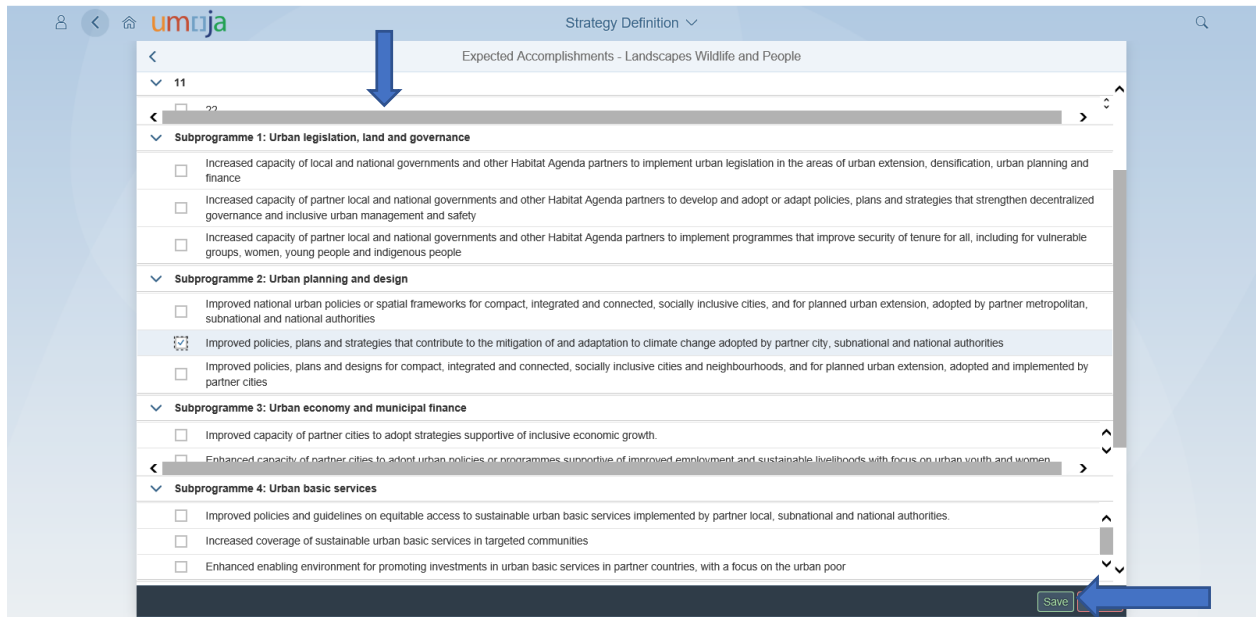 umoja
Strategy Definition
Expected Accomplishments - Landscapes Wildlife and People
11
22
Subprogramme 1: Urban legislation, land and governance
Increased capacity of local and national governments and other Habitat Agenda partners to implement urban legislation in the areas of urban extension, densification, urban planning and
finance
Increased capacity of partner local and national governments and other Habitat Agenda partners to develop and adopt or adapt policies, plans and strategies that strengthen decentralized
governance and inclusive urban management and safety
Increased capacity of partner local and national governments and other Habitat Agenda partners to implement programmes that improve security of tenure for all, including for vulnerable
groups, women, young people and indigenous people
Subprogramme 2: Urban planning and design
Improved national urban policies or spatial frameworks for compact, integrated and connected, socially inclusive cities, and for planned urban extension, adopted by partner metropolitan,
subnational and national authorities
Improved policies, plans and strategies that contribute to the mitigation of and adaptation to climate change adopted by partner city, subnational and national authorities
Improved policies, plans and designs for compact, integrated and connected, socially inclusive cities and neighbourhoods, and for planned urban extension, adopted and implemented by
partner cities
Subprogramme 3: Urban economy and municipal finance
Improved capacity of partner cities to adopt strategies supportive of inclusive economic growth.
Enhanced capacity of partner cities to adopt urban policies or programmes supportive of improved employment and sustainable livelihoods with focus on urban youth and women
Subprogramme 4: Urban basic services
Improved policies and guidelines on equitable access to sustainable urban basic services implemented by partner local, subnational and national authorities.
Increased coverage of sustainable urban basic services in targeted communities
Enhanced enabling environment for promoting investments in urban basic services in partner countries, with a focus on the urban poor
Save